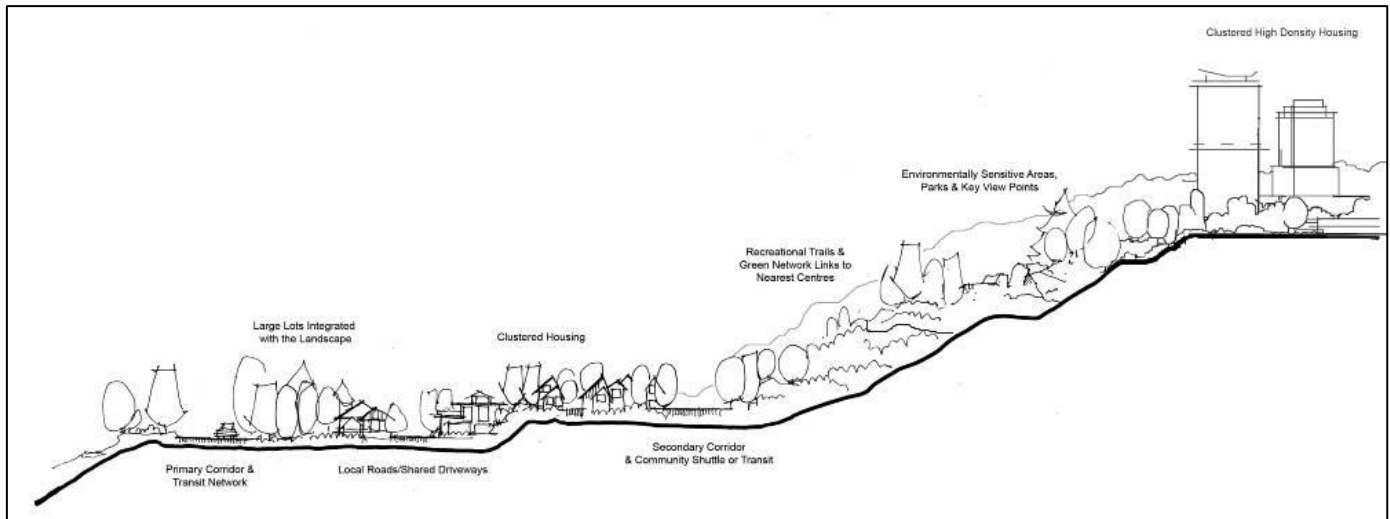 Clustered High Density Housing
Environmentally Sensitive Areas,
Parks & Key View Points
Recreational Trails &
Green Network Links to
Nearest Centres
Large Lots Integrated
with the Landscape
Clustered Housing
Primary Corridor &
Transit Network
Local Roads/Shared Driveways
Secondary Corridor
& Community Shuttle or Transit